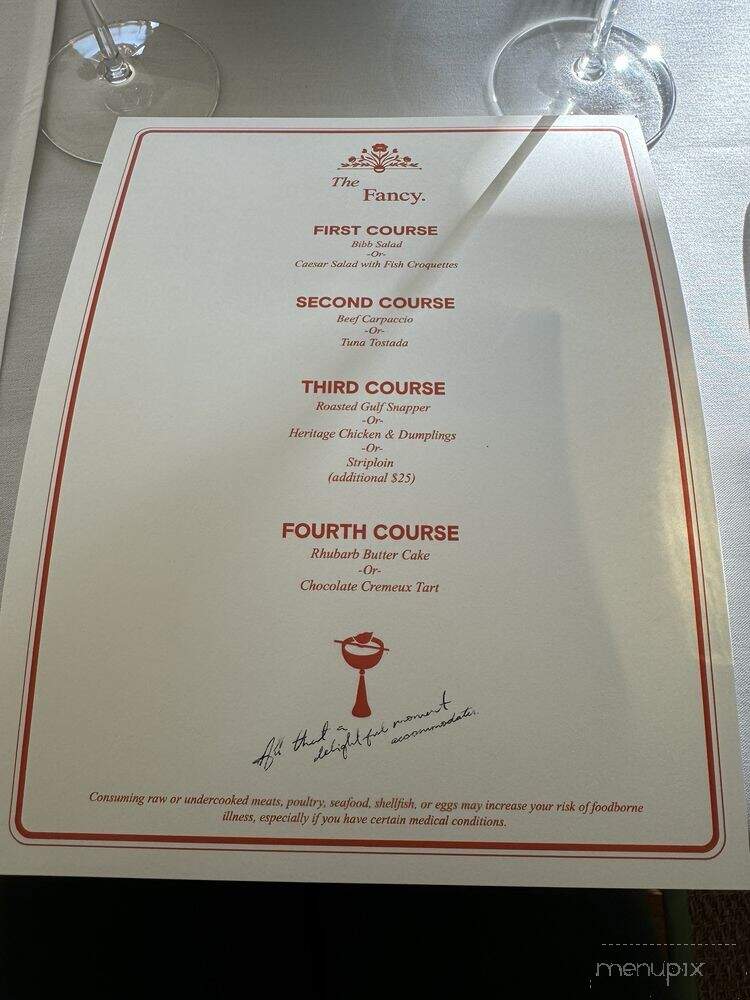 The
Fancy.
FIRST COURSE
Bibb Salad
-Or-
Caesar Salad with Fish Croquettes
SECOND COURSE
Beef Carpaccio
-Or-
Tuna Tostada
THIRD COURSE
Roasted Gulf Snapper
-Or-
Heritage Chicken & Dumplings
-Or-
Striploin
(additional $25)
FOURTH COURSE
Rhubarb Butter Cake
-Or-
Chocolate Cremeux Tart
All that a
delightful moment
accommodates.
Consuming raw or undercooked meats, poultry, seafood, shellfish, or eggs may increase your risk of foodborne
illness, especially if you have certain medical conditions.
menupix